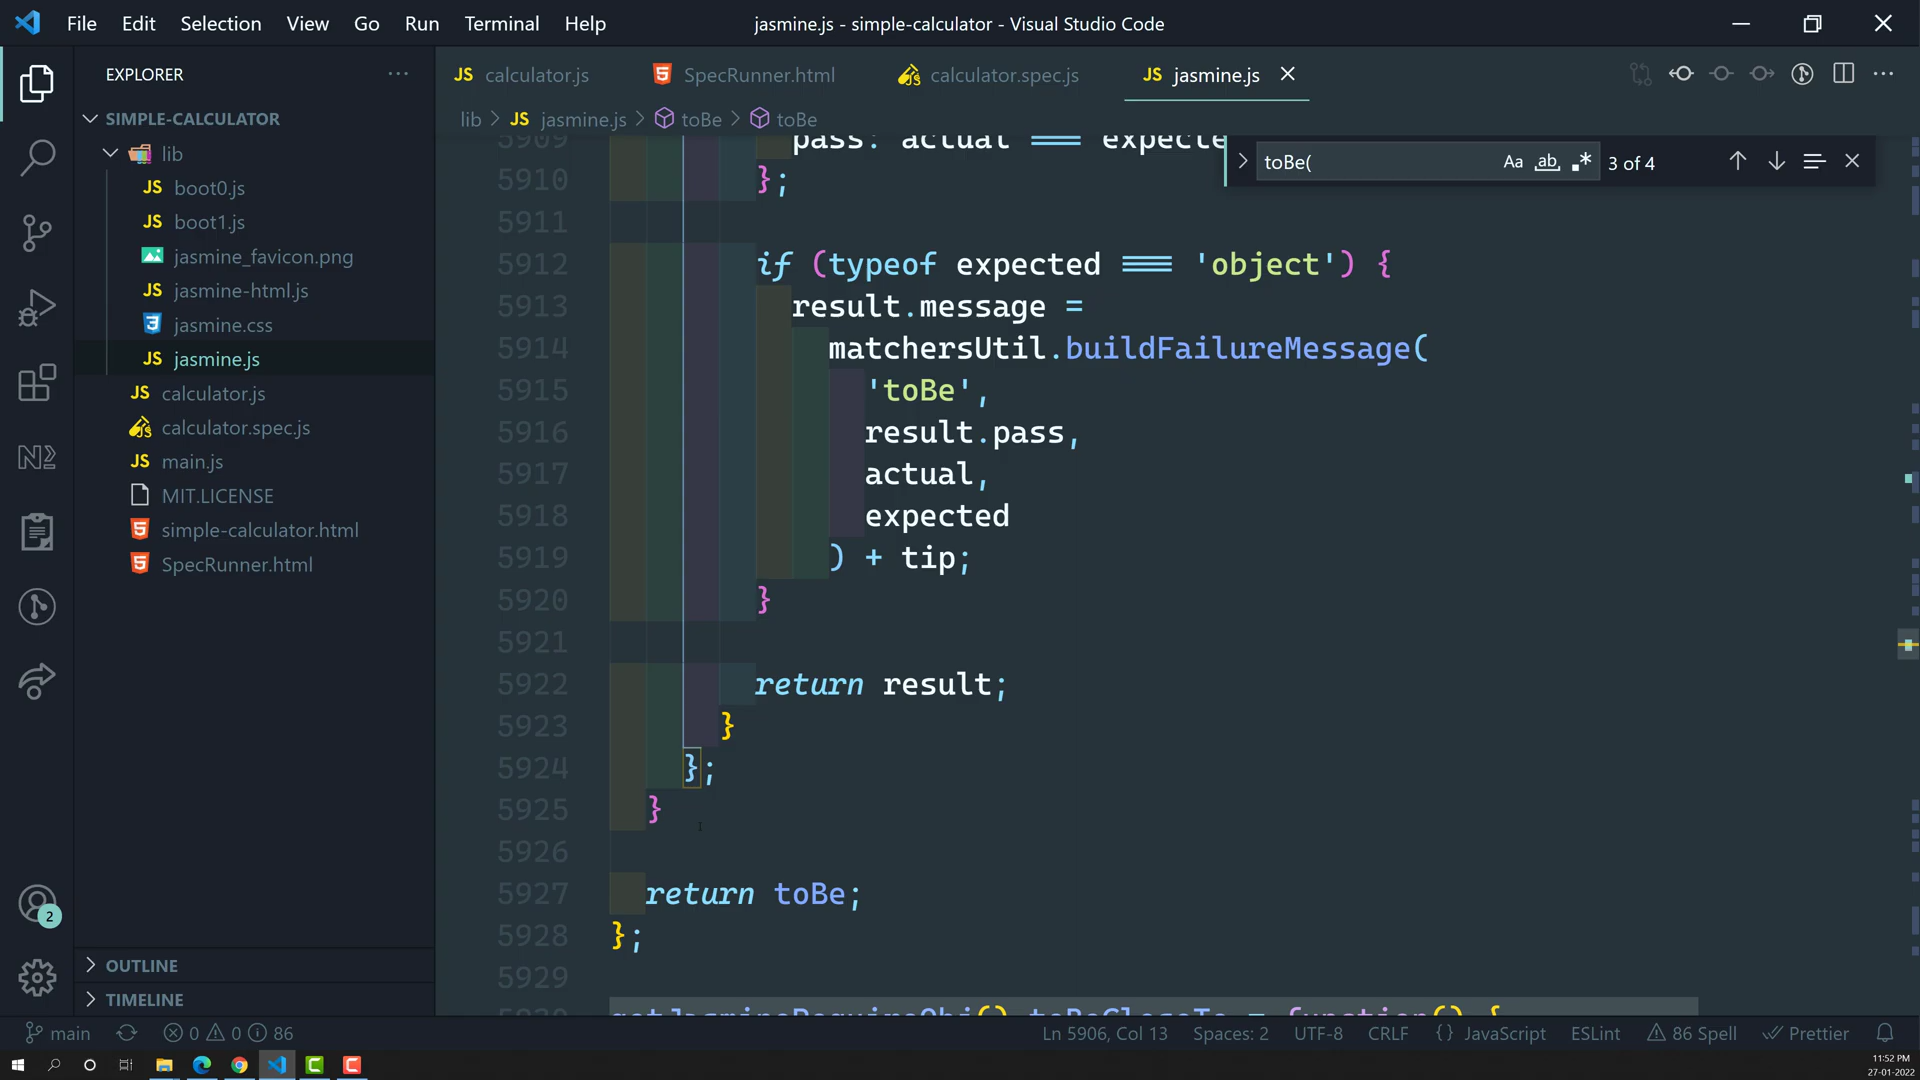 File Edit Selection View Go Run Terminal Help
jasmine.js - simple-calculator - Visual Studio Code
EXPLORER
SIMPLE-CALCULATOR
lib
JS boot0.js
JS boot1.js
jasmine_favicon.png
JS jasmine-html.js
jasmine.css
JS jasmine.js
JS calculator.js
calculator.spec.js
JS main.js
MIT.LICENSE
simple-calculator.html
SpecRunner.html
OUTLINE
TIMELINE
JS calculator.js SpecRunner.html calculator.spec.js JS jasmine.js
lib > JS jasmine.js > toBe > toBe
toBe( Aa ab .* 3 of 4
5909 pass: actual === expecte
5910 };
5911
5912 if (typeof expected === 'object') {
5913 result.message =
5914 matchersUtil.buildFailureMessage(
5915 'toBe',
5916 result.pass,
5917 actual,
5918 expected
5919 ) + tip;
5920 }
5921
5922 return result;
5923 }
5924 };
5925 }
5926
5927 return toBe;
5928 };
5929
5930 getJasmineRequireObj().toBeCloseTo = function() {
2
main 0 0 86
Ln 5906, Col 13 Spaces: 2 UTF-8 CRLF {} JavaScript ESLint 86 Spell Prettier
11:52 PM
27-01-2022